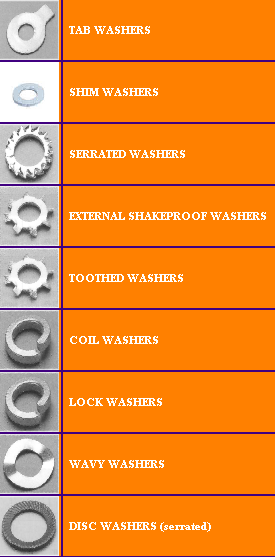 TAB WASHERS
SHIM WASHERS
SERRATED WASHERS
EXTERNAL SHAKEPROOF WASHERS
TOOTHED WASHERS
COIL WASHERS
LOCK WASHERS
WAVY WASHERS
DISC WASHERS (serrated)